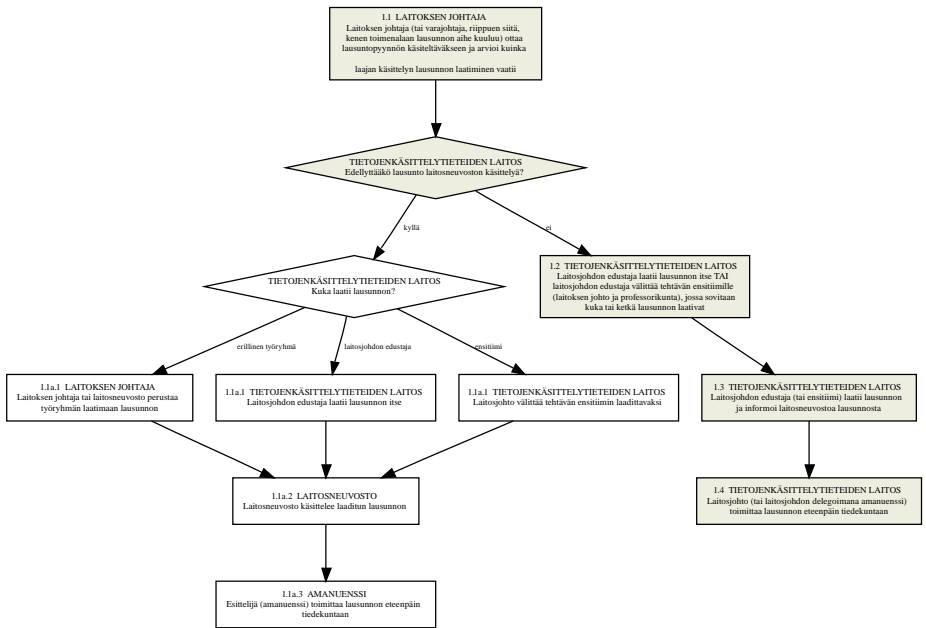 1.1 LAITOKSEN JOHTAJA
Laitoksen johtaja (tai varajohtaja, riippuen siitä,
kenen toimenalaan lausunnon aihe kuuluu) ottaa
lausuntopyynnön käsiteltäväkseen ja arvioi kuinka
laajan käsittelyn lausunnon laatiminen vaatii
TIETOJENKÄSITTELYTIETEIDEN LAITOS
Edellyttääkö lausunto laitosneuvoston käsittelyä?
kyllä
ei
TIETOJENKÄSITTELYTIETEIDEN LAITOS
Kuka laatii lausunnon?
1.2 TIETOJENKÄSITTELYTIETEIDEN LAITOS
Laitosjohdon edustaja laatii lausunnon itse TAI
laitosjohdon edustaja välittää tehtävän ensitiimille
(laitoksen johto ja professorikunta), jossa sovitaan
kuka tai ketkä lausunnon laativat
erillinen työryhmä
laitosjohdon edustaja
ensitiimi
1.1a.1 LAITOKSEN JOHTAJA
Laitoksen johtaja tai laitosneuvosto perustaa
työryhmän laatimaan lausunnon
1.1a.1 TIETOJENKÄSITTELYTIETEIDEN LAITOS
Laitosjohdon edustaja laatii lausunnon itse
1.1a.1 TIETOJENKÄSITTELYTIETEIDEN LAITOS
Laitosjohto välittää tehtävän ensitiimin laadittavaksi
1.3 TIETOJENKÄSITTELYTIETEIDEN LAITOS
Laitosjohdon edustaja (tai ensitiimi) laatii lausunnon
ja informoi laitosneuvostoa lausunnosta
1.1a.2 LAITOSNEUVOSTO
Laitosneuvosto käsittelee laaditun lausunnon
1.4 TIETOJENKÄSITTELYTIETEIDEN LAITOS
Laitosjohto (tai laitosjohdon delegoimana amanuenssi)
toimittaa lausunnon eteenpäin tiedekuntaan
1.1a.3 AMANUENSSI
Esittelijä (amanuenssi) toimittaa lausunnon eteenpäin
tiedekuntaan